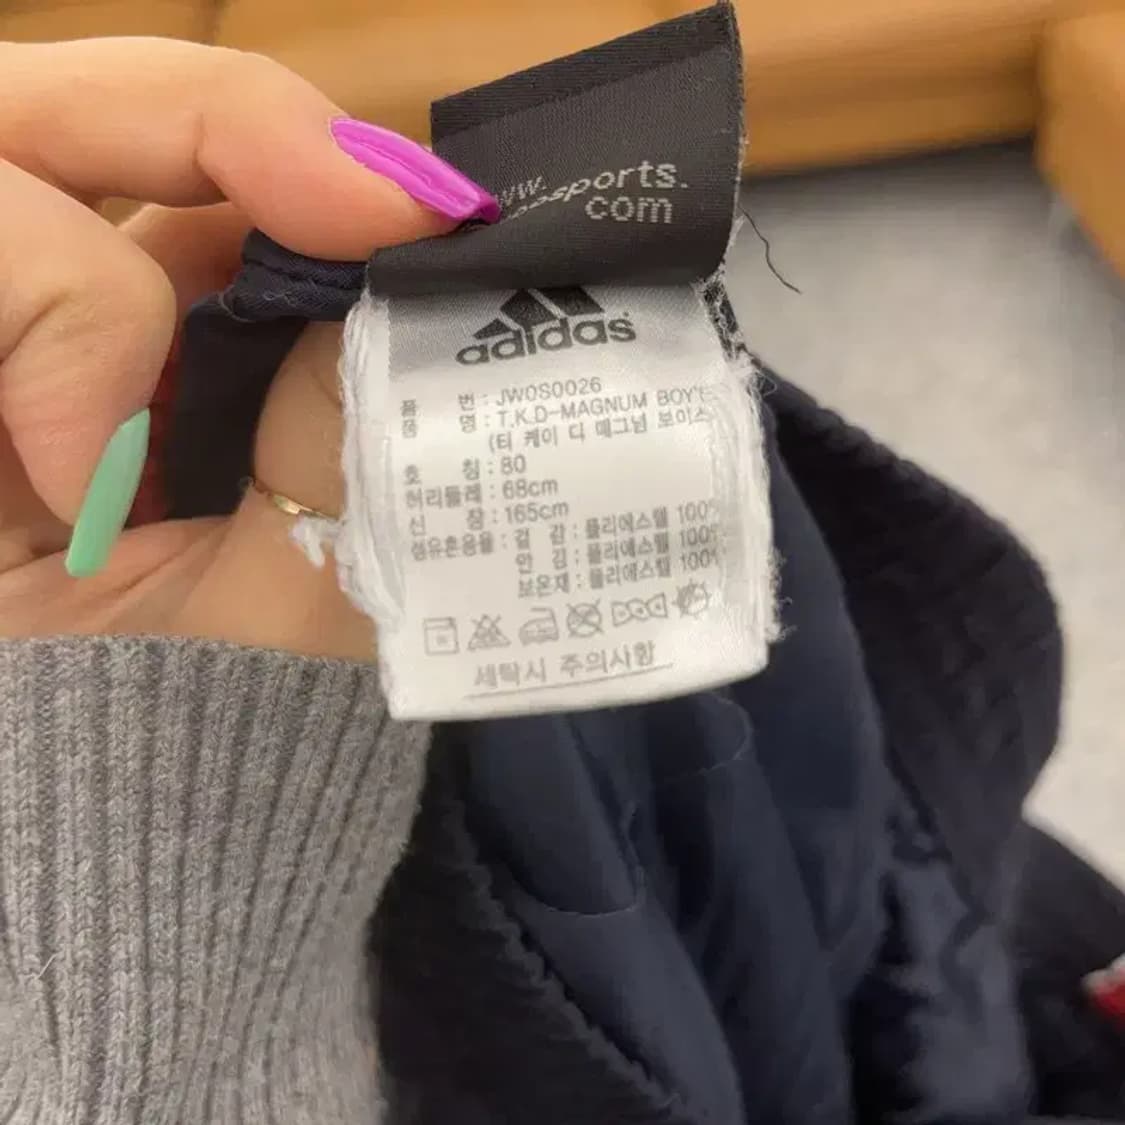 sports.
com
adidas
품 번 : JW0S0026
품 명 : T.K.D-MAGNUM BOY'
(티 케이 디 매그넘 보이스
호 칭 : 80
허리둘레 : 68cm
신 장 : 165cm
섬유혼용율 : 겉 감 : 폴리에스텔 100%
안 김 : 폴리에스텔 100%
보온재 : 폴리에스텔 100%
세탁시 주의사항